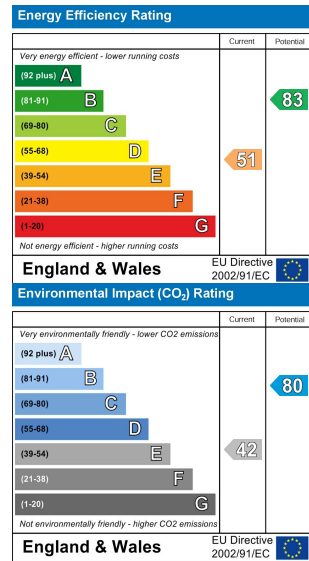 Energy Efficiency Rating
Current Potential
Very energy efficient - lower running costs
(92 plus) A
(81-91) B
83
(69-80) C
(55-68) D
51
(39-54) E
(21-38) F
(1-20) G
Not energy efficient - higher running costs
England & Wales
EU Directive
2002/91/EC
Environmental Impact (CO₂) Rating
Current Potential
Very environmentally friendly - lower CO2 emissions
(92 plus) A
(81-91) B
80
(69-80) C
(55-68) D
(39-54) E
42
(21-38) F
(1-20) G
Not environmentally friendly - higher CO2 emissions
England & Wales
EU Directive
2002/91/EC